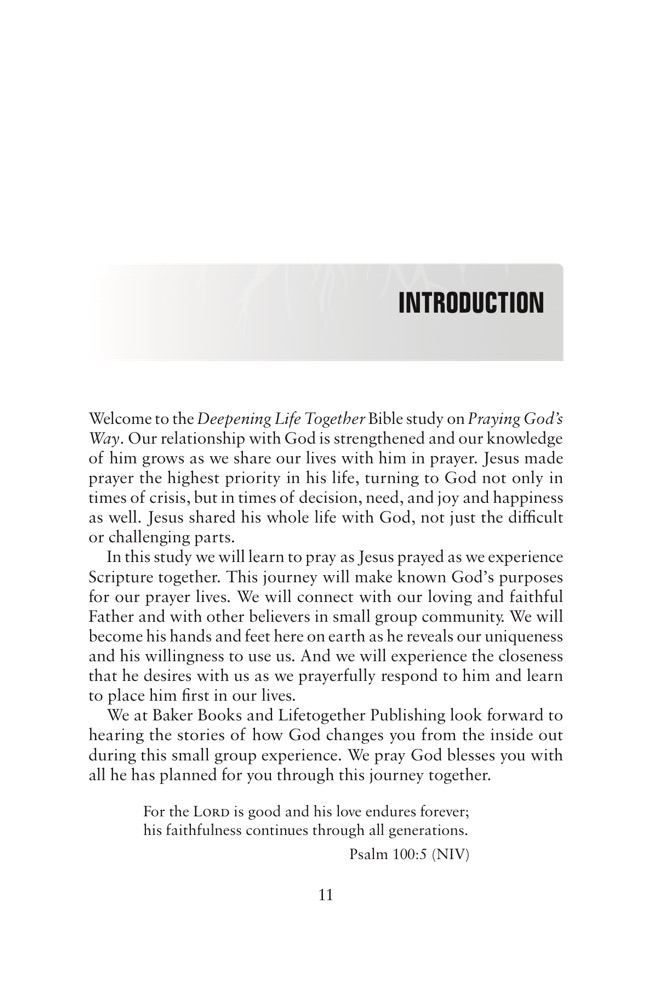 INTRODUCTION
Welcome to the Deepening Life Together Bible study on Praying God’s
Way. Our relationship with God is strengthened and our knowledge
of him grows as we share our lives with him in prayer. Jesus made
prayer the highest priority in his life, turning to God not only in
times of crisis, but in times of decision, need, and joy and happiness
as well. Jesus shared his whole life with God, not just the difficult
or challenging parts.
In this study we will learn to pray as Jesus prayed as we experience
Scripture together. This journey will make known God’s purposes
for our prayer lives. We will connect with our loving and faithful
Father and with other believers in small group community. We will
become his hands and feet here on earth as he reveals our uniqueness
and his willingness to use us. And we will experience the closeness
that he desires with us as we prayerfully respond to him and learn
to place him first in our lives.
We at Baker Books and Lifetogether Publishing look forward to
hearing the stories of how God changes you from the inside out
during this small group experience. We pray God blesses you with
all he has planned for you through this journey together.
For the LORD is good and his love endures forever;
his faithfulness continues through all generations.
Psalm 100:5 (NIV)
11